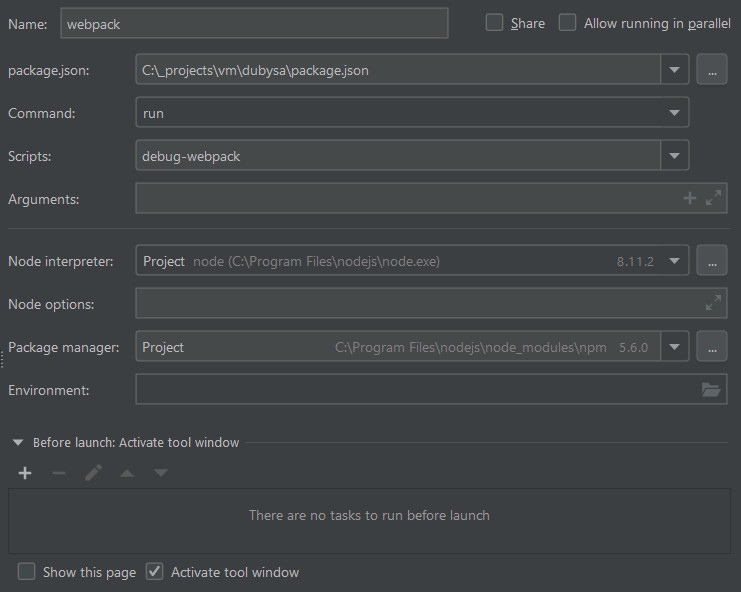 Name: webpack Share Allow running in parallel
package.json: C:\_projects\vm\dubysa\package.json ...
Command: run
Scripts: debug-webpack
Arguments:
Node interpreter: Project node (C:\Program Files\nodejs\node.exe) 8.11.2 ...
Node options:
Package manager: Project C:\Program Files\nodejs\node_modules\npm 5.6.0 ...
Environment:
Before launch: Activate tool window
There are no tasks to run before launch
Show this page Activate tool window